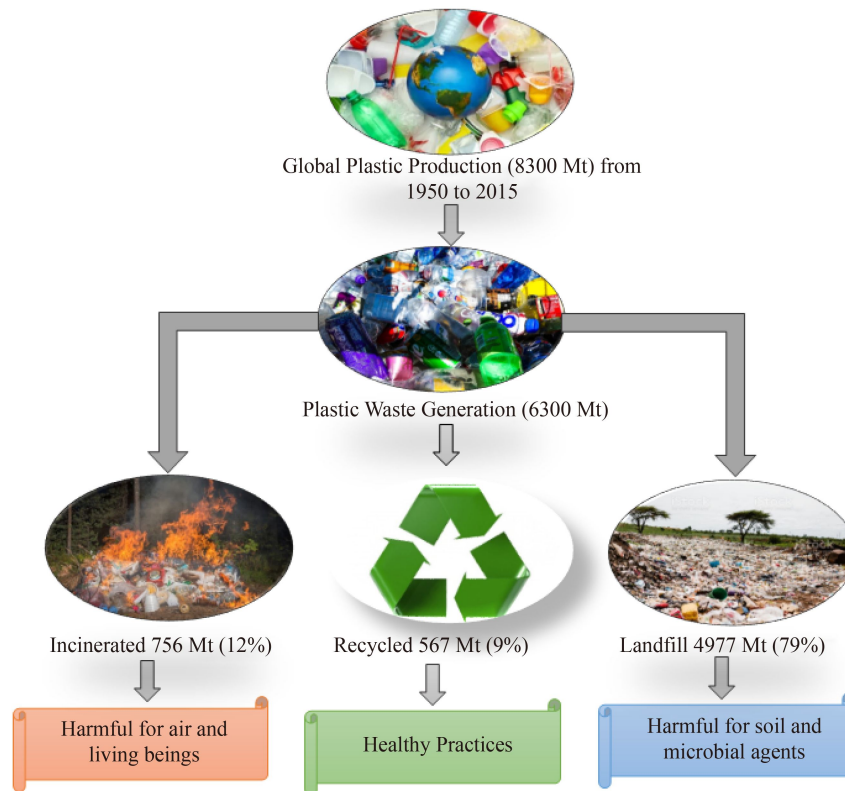 Global Plastic Production (8300 Mt) from
1950 to 2015
Plastic Waste Generation (6300 Mt)
Incinerated 756 Mt (12%)
Recycled 567 Mt (9%)
Landfill 4977 Mt (79%)
Harmful for air and
living beings
Healthy Practices
Harmful for soil and
microbial agents